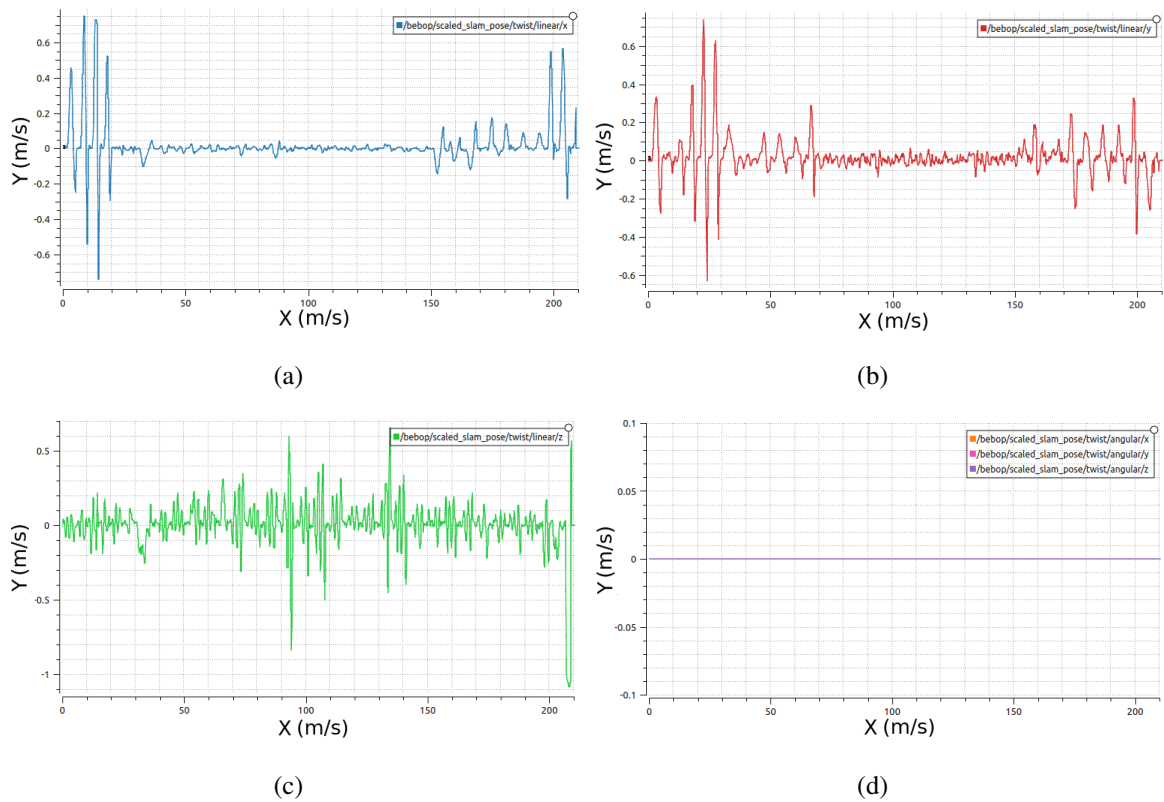 /bebop/scaled_slam_pose/twist/linear/x
0.6
0.4
0.2
0
-0.2
-0.4
-0.6
Y (m/s)
0 50 100 150 200
X (m/s)
(a)
/bebop/scaled_slam_pose/twist/linear/y
0.6
0.4
0.2
0
-0.2
-0.4
-0.6
Y (m/s)
0 50 100 150 200
X (m/s)
(b)
/bebop/scaled_slam_pose/twist/linear/z
0.5
0
-0.5
-1
Y (m/s)
0 50 100 150 200
X (m/s)
(c)
/bebop/scaled_slam_pose/twist/angular/x
/bebop/scaled_slam_pose/twist/angular/y
/bebop/scaled_slam_pose/twist/angular/z
0.1
0.05
0
-0.05
-0.1
Y (m/s)
0 50 100 150 200
X (m/s)
(d)